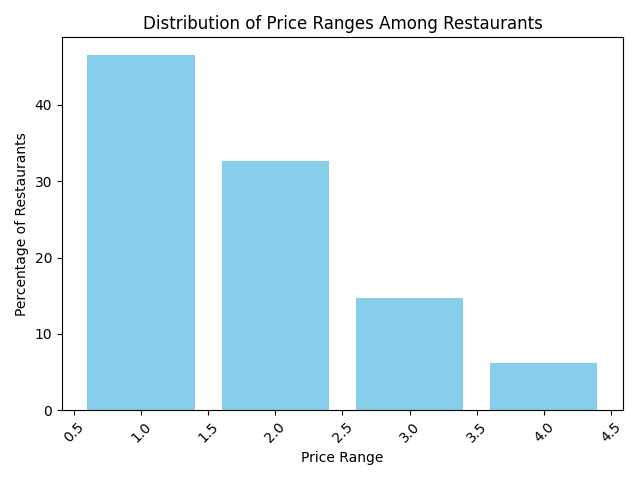 Distribution of Price Ranges Among Restaurants
Percentage of Restaurants
40
30
20
10
0
0.5 1.0 1.5 2.0 2.5 3.0 3.5 4.0 4.5
Price Range